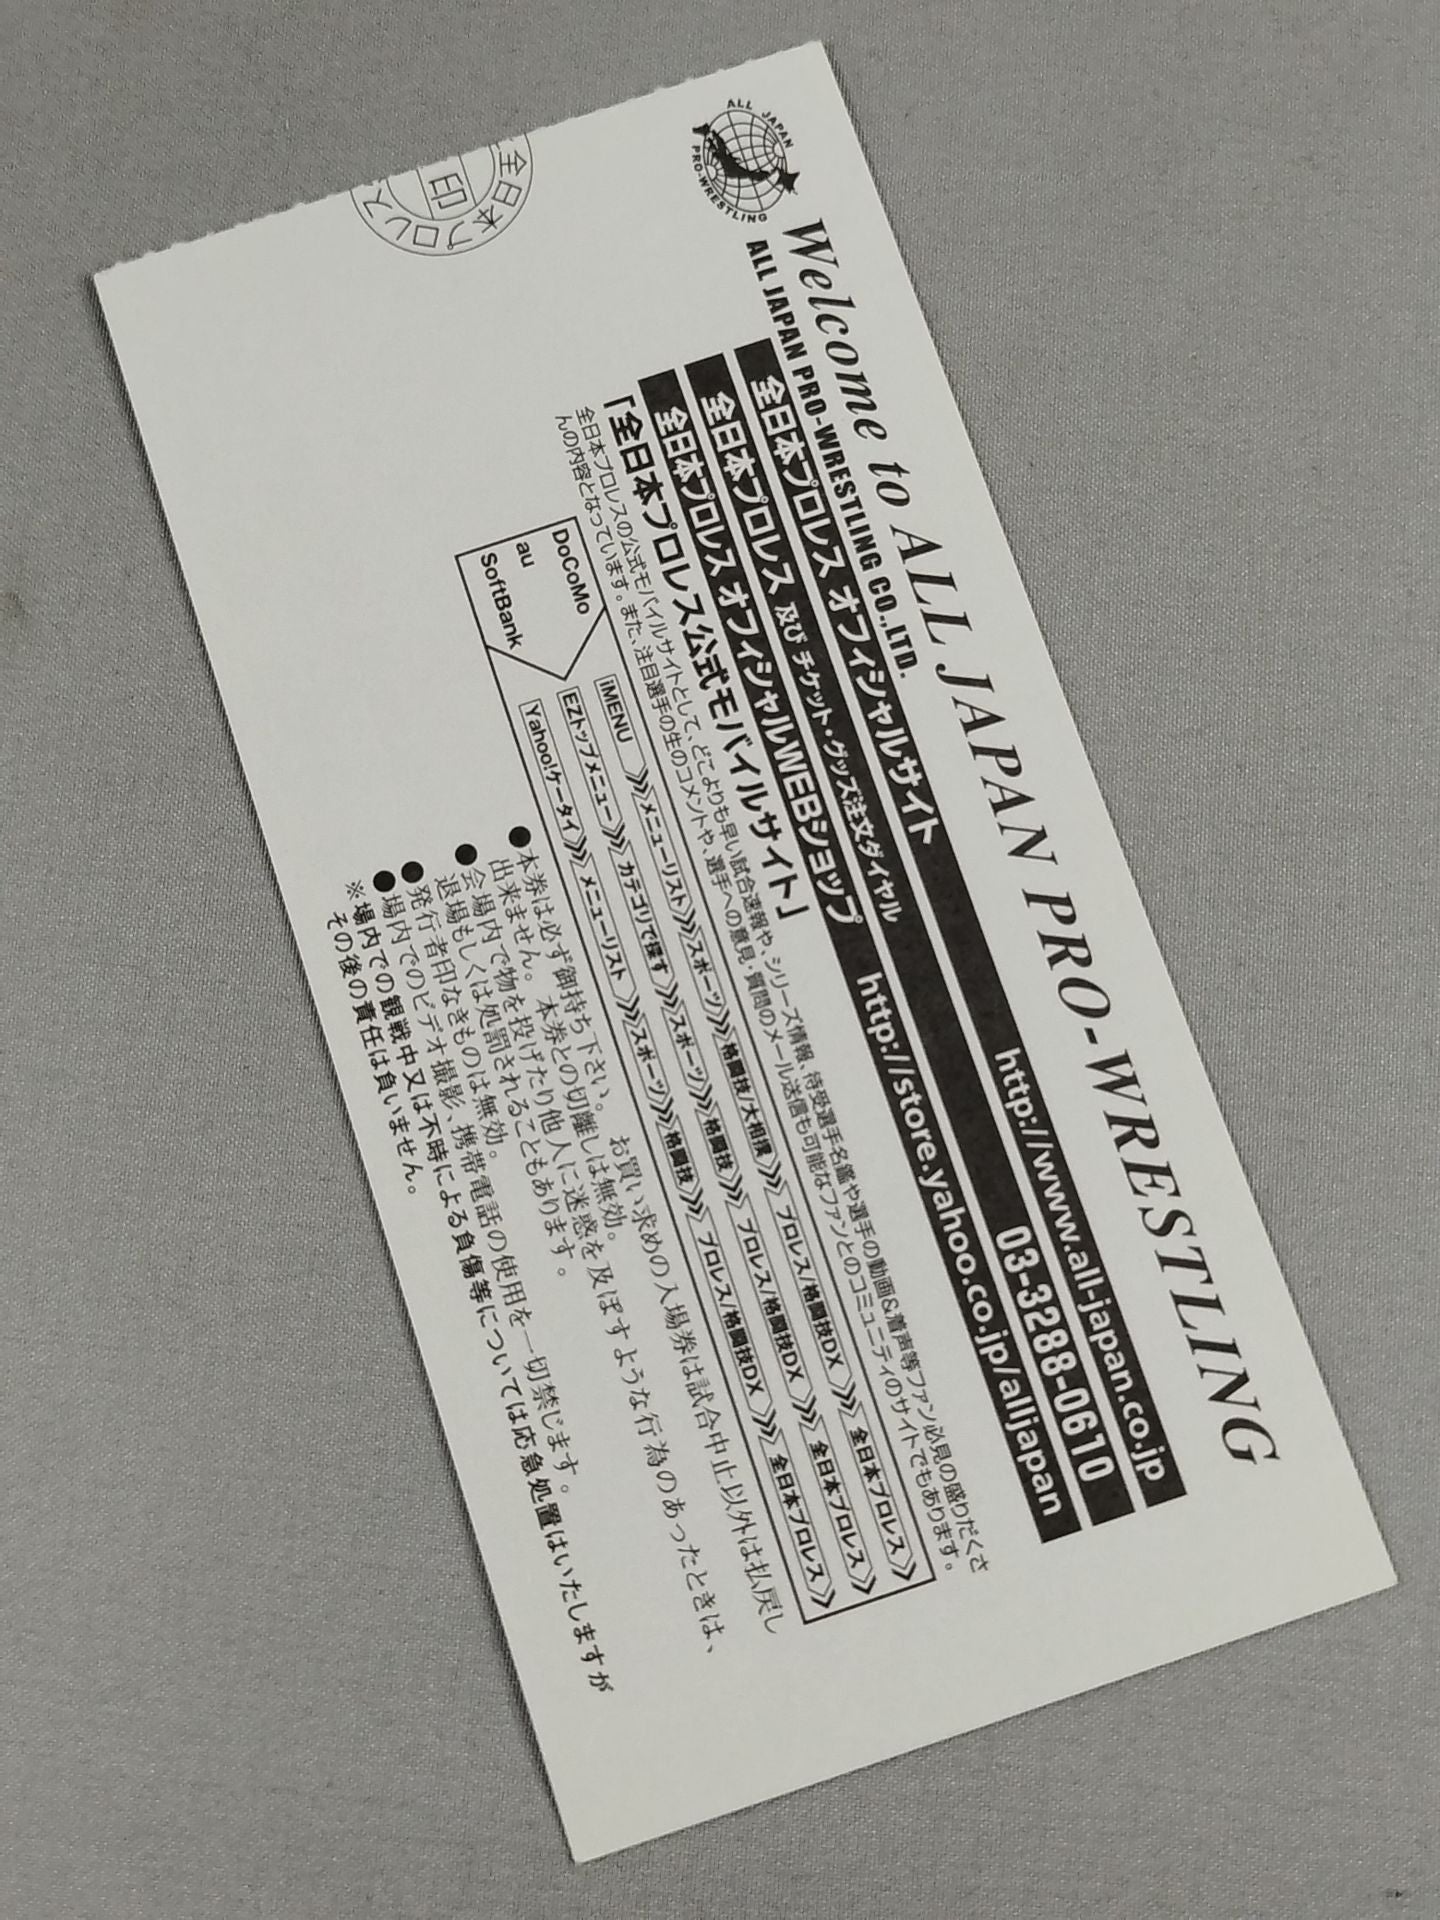 ALL JAPAN PRO-WRESTLING
Welcome to ALL JAPAN PRO-WRESTLING
ALL JAPAN PRO-WRESTLING CO.,LTD.
全日本プロレス オフィシャルサイト http://www.all-japan.co.jp
全日本プロレス 及び チケット・グッズ注文ダイヤル 03-3288-0610
全日本プロレス オフィシャルWEBショップ http://store.yahoo.co.jp/alljapan
「全日本プロレス公式モバイルサイト」
全日本プロレスの公式モバイルサイトとして、どこよりも早い試合速報や、シリーズ情報、待受選手名鑑や選手の動画&着声等ファン必見の盛りだくさ
んの内容となっています。また、注目選手の生のコメントや、選手への意見・質問のメール送信も可能なファンとのコミュニティのサイトでもあります。
DoCoMo iMENU メニューリスト スポーツ 格闘技/大相撲 プロレス/格闘技DX 全日本プロレス
au EZトップメニュー カテゴリで探す スポーツ 格闘技 プロレス/格闘技DX 全日本プロレス
SoftBank Yahoo!ケータイ メニューリスト スポーツ 格闘技 プロレス/格闘技DX 全日本プロレス
●本券は必ず御持ち下さい。 お買い求めの入場券は試合中止以外は払戻し
出来ません。 本券との切離しは無効。
●会場内で物を投げたり他人に迷惑を及ぼすような行為のあったときは、
退場もしくは処罰されることもあります。
●発行者印なきものは無効。
●場内でのビデオ撮影、携帯電話の使用を一切禁じます。
※場内での観戦中又は不時による負傷等については応急処置はいたしますが
その後の責任は負いません。
全日本プロレス
印